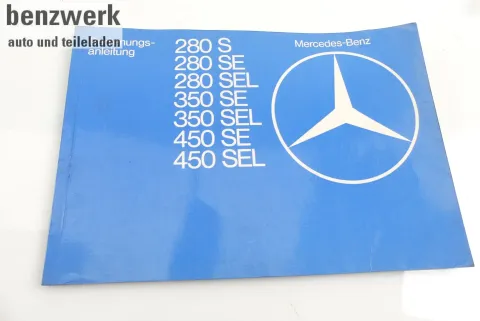 benzwerk
auto und teileladen
nungs-
anleitung
280 S
280 SE
280 SEL
350 SE
350 SEL
450 SE
450 SEL
Mercedes-Benz